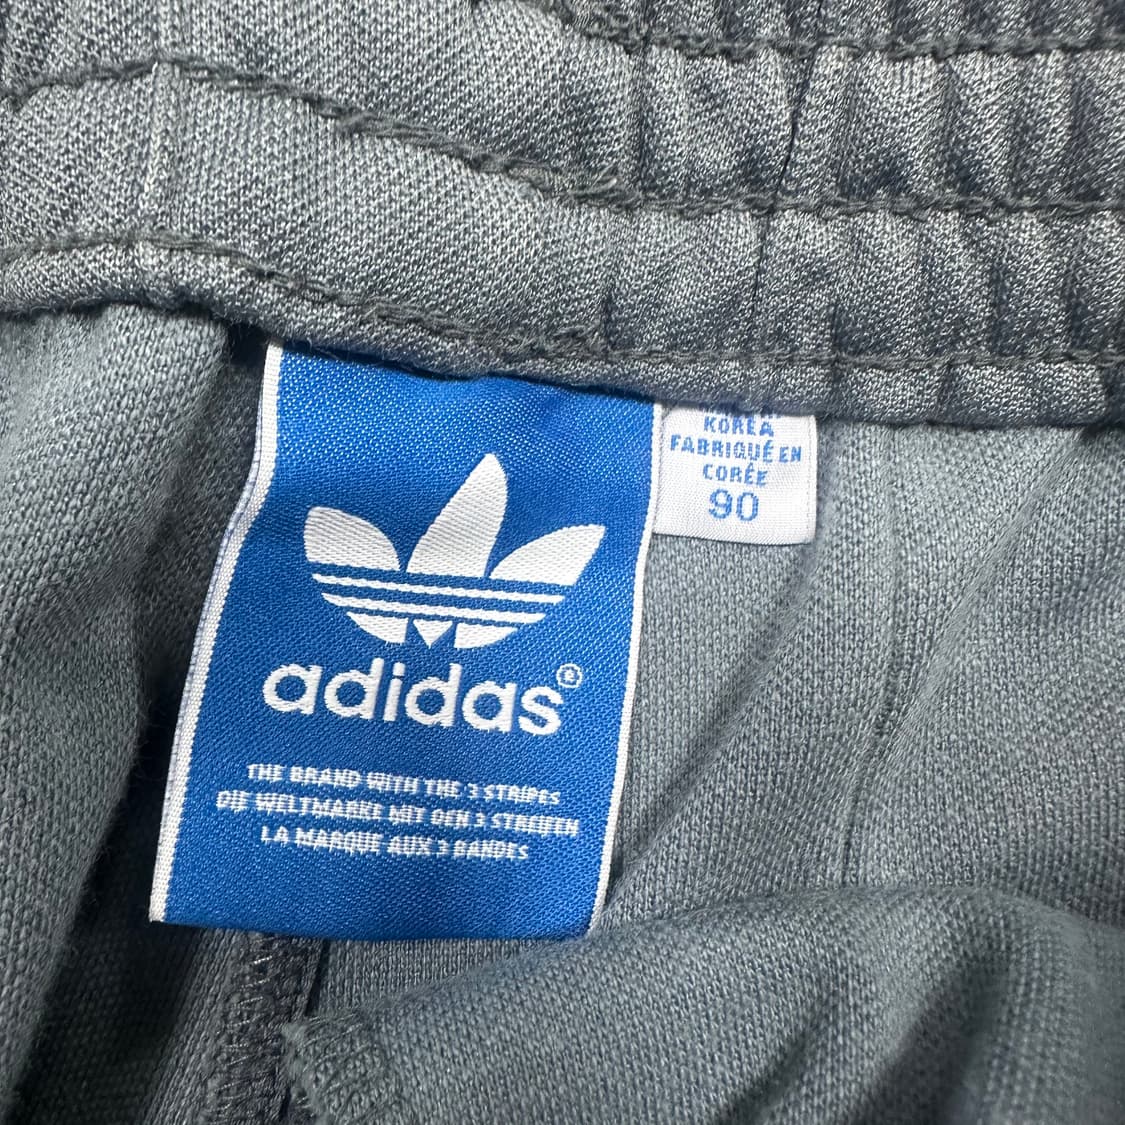 KOREA
FABRIQUÉ EN
CORÉE
90
adidas®
THE BRAND WITH THE 3 STRIPES
DIE WELTMARKE MIT DEN 3 STREIFEN
LA MARQUE AUX 3 BANDES